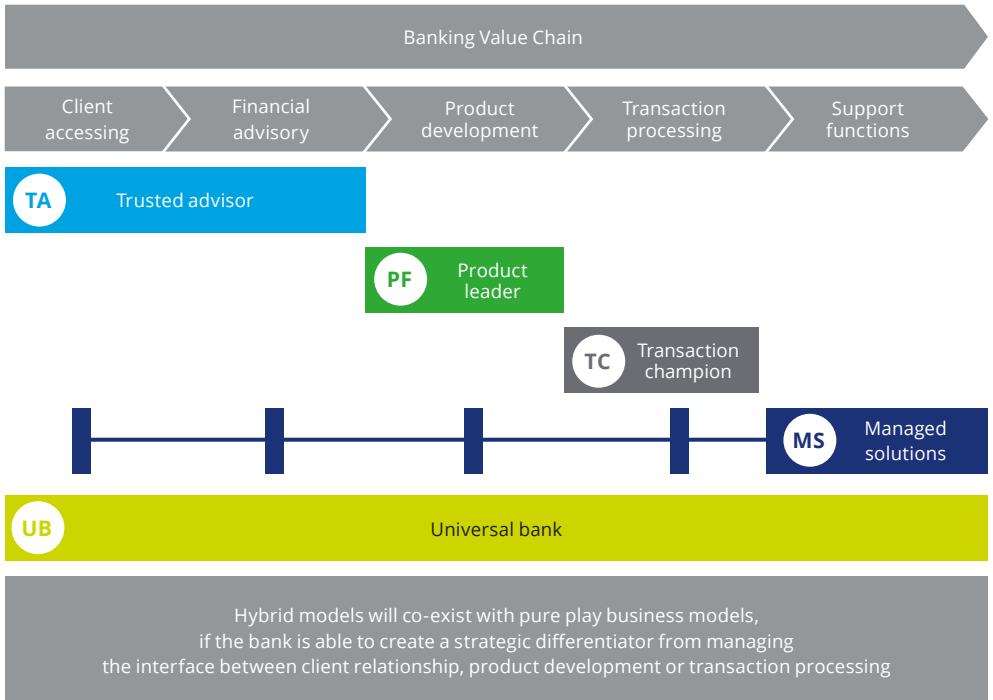 Banking Value Chain
Client
accessing
Financial
advisory
Product
development
Transaction
processing
Support
functions
TA
Trusted advisor
PF
Product
leader
TC
Transaction
champion
MS
Managed
solutions
UB
Universal bank
Hybrid models will co-exist with pure play business models,
if the bank is able to create a strategic differentiator from managing
the interface between client relationship, product development or transaction processing